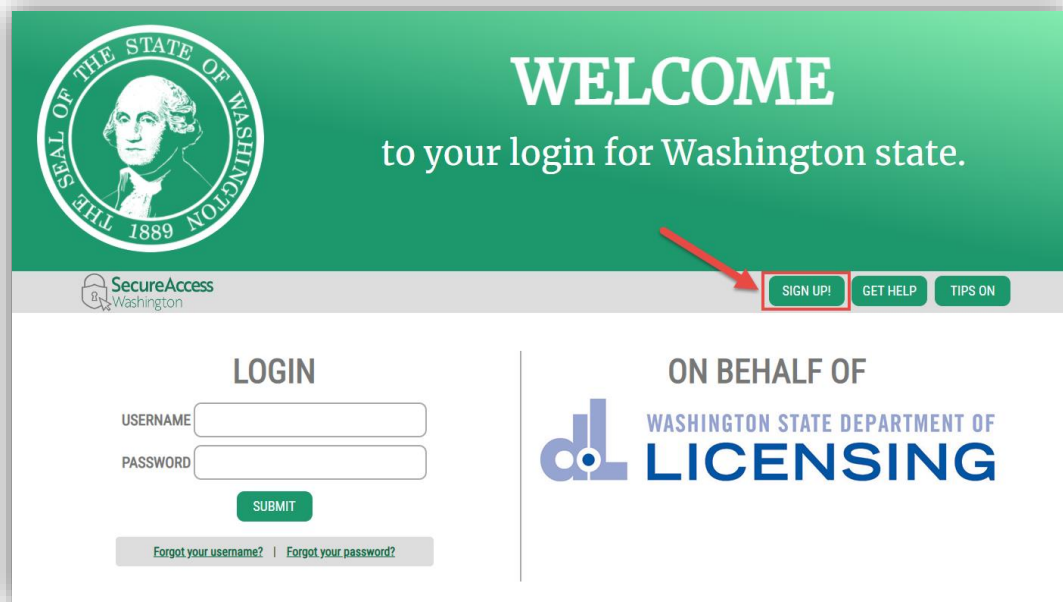 THE SEAL OF THE STATE OF WASHINGTON
1889
WELCOME
to your login for Washington state.
SecureAccess
Washington
SIGN UP!
GET HELP
TIPS ON
LOGIN
USERNAME
PASSWORD
SUBMIT
Forgot your username? | Forgot your password?
ON BEHALF OF
dL
WASHINGTON STATE DEPARTMENT OF
LICENSING